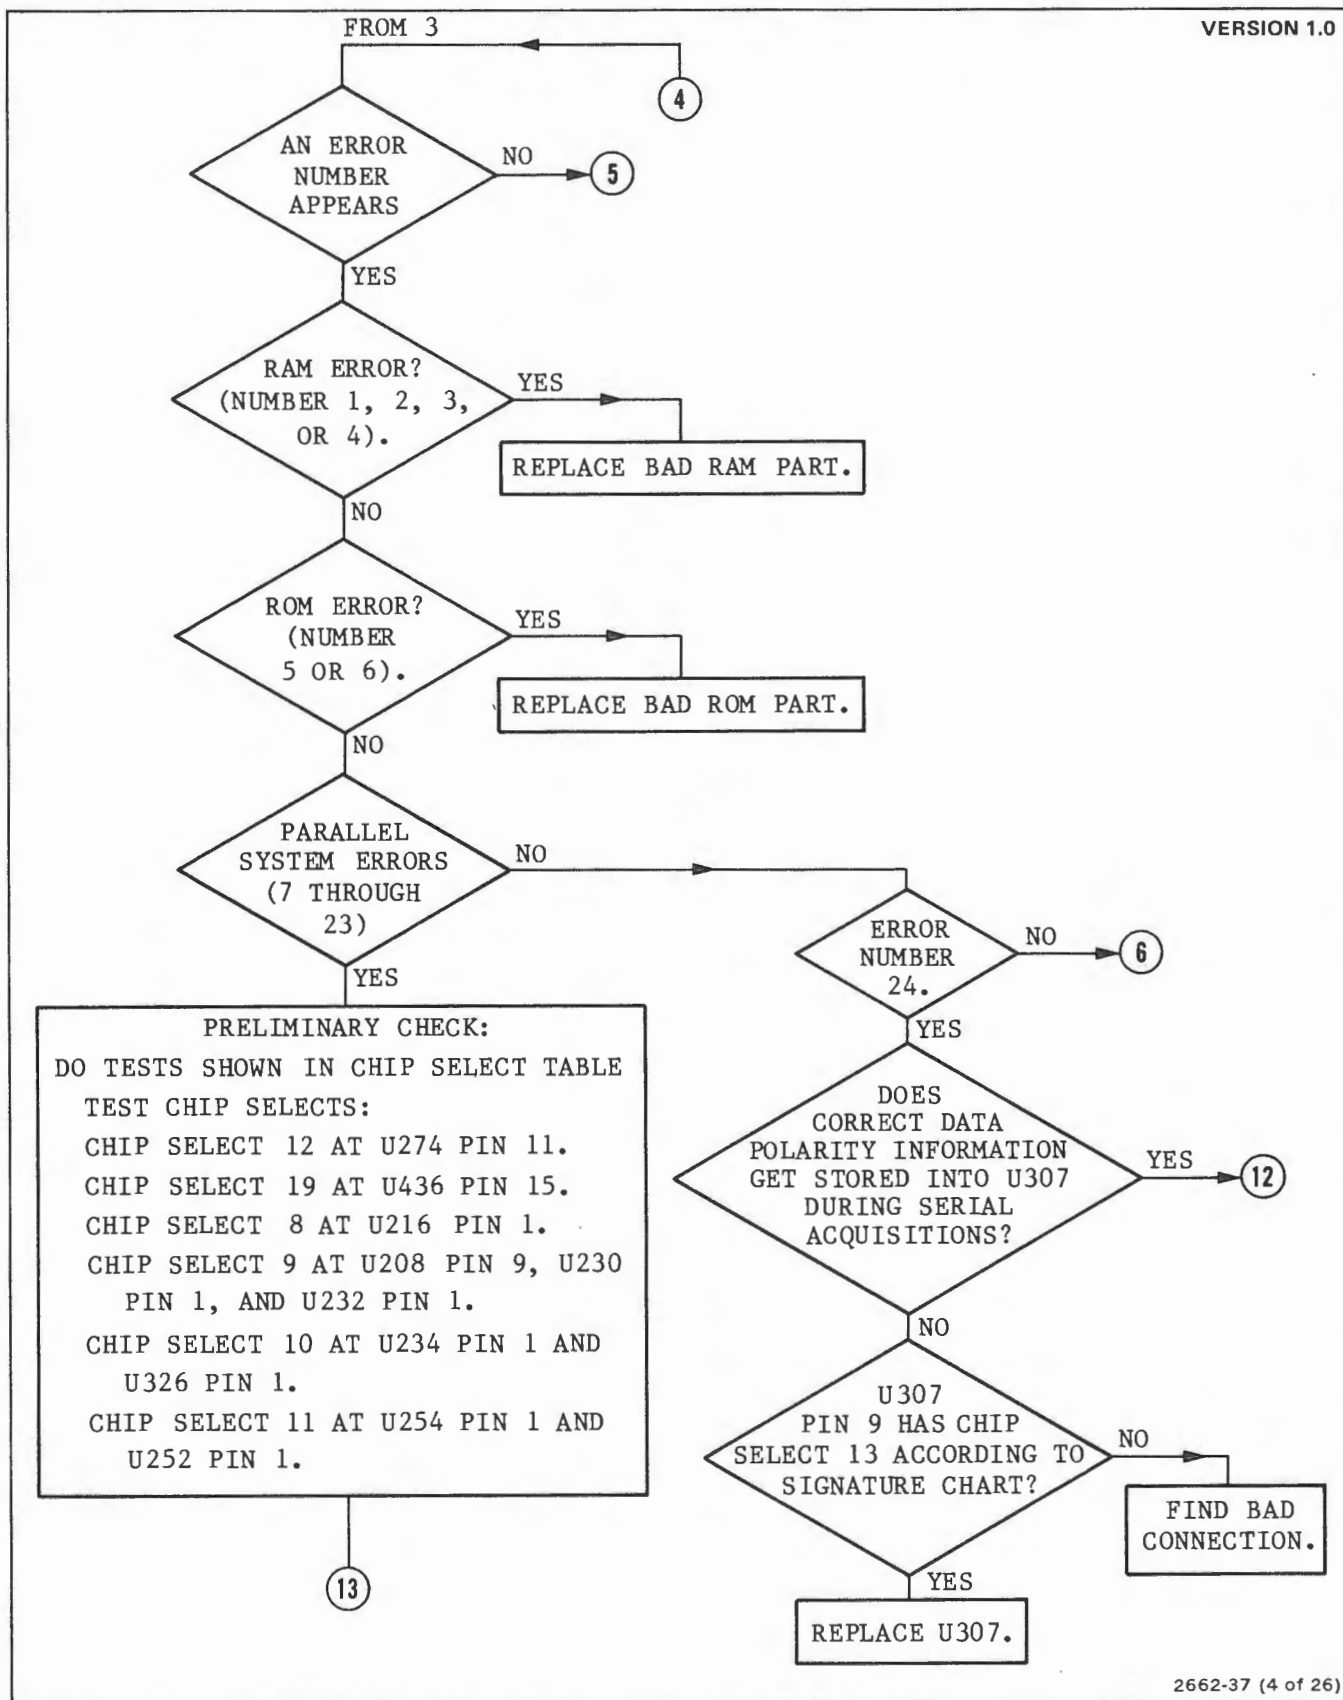 FROM 3
VERSION 1.0
4
AN ERROR
NUMBER
APPEARS
NO
5
YES
RAM ERROR?
(NUMBER 1, 2, 3,
OR 4).
YES
REPLACE BAD RAM PART.
NO
ROM ERROR?
(NUMBER
5 OR 6).
YES
REPLACE BAD ROM PART.
NO
PARALLEL
SYSTEM ERRORS
(7 THROUGH
23)
NO
YES
ERROR
NUMBER
24.
NO
6
YES
PRELIMINARY CHECK:
DO TESTS SHOWN IN CHIP SELECT TABLE
TEST CHIP SELECTS:
CHIP SELECT 12 AT U274 PIN 11.
CHIP SELECT 19 AT U436 PIN 15.
CHIP SELECT 8 AT U216 PIN 1.
CHIP SELECT 9 AT U208 PIN 9, U230
PIN 1, AND U232 PIN 1.
CHIP SELECT 10 AT U234 PIN 1 AND
U326 PIN 1.
CHIP SELECT 11 AT U254 PIN 1 AND
U252 PIN 1.
13
DOES
CORRECT DATA
POLARITY INFORMATION
GET STORED INTO U307
DURING SERIAL
ACQUISITIONS?
YES
12
NO
U307
PIN 9 HAS CHIP
SELECT 13 ACCORDING TO
SIGNATURE CHART?
NO
FIND BAD
CONNECTION.
YES
REPLACE U307.
2662-37 (4 of 26)